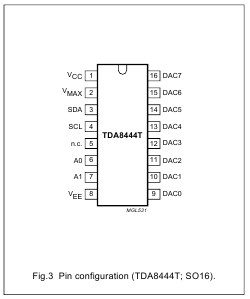 VCC 1 16 DAC7
VMAX 2 15 DAC6
SDA 3 14 DAC5
SCL 4 13 DAC4
TDA8444T
n.c. 5 12 DAC3
A0 6 11 DAC2
A1 7 10 DAC1
VEE 8 9 DAC0
MGL531
Fig.3 Pin configuration (TDA8444T; SO16).